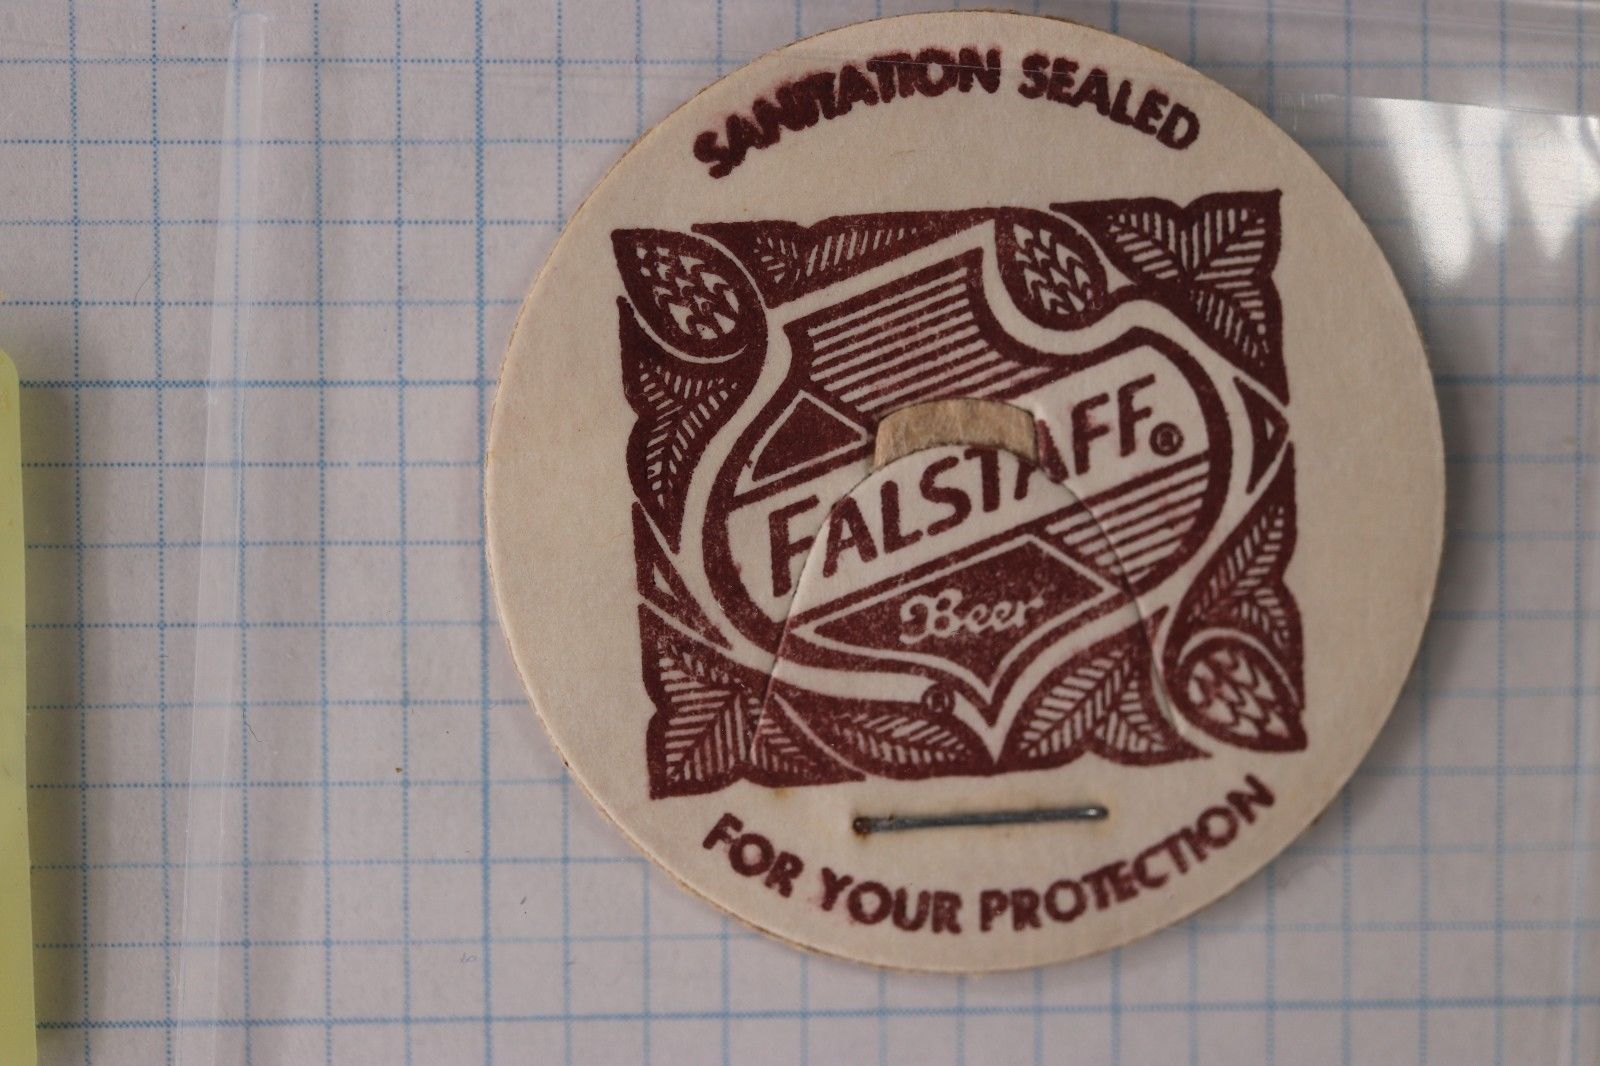 SANITATION SEALED
FALSTAFF®
Beer
®
FOR YOUR PROTECTION